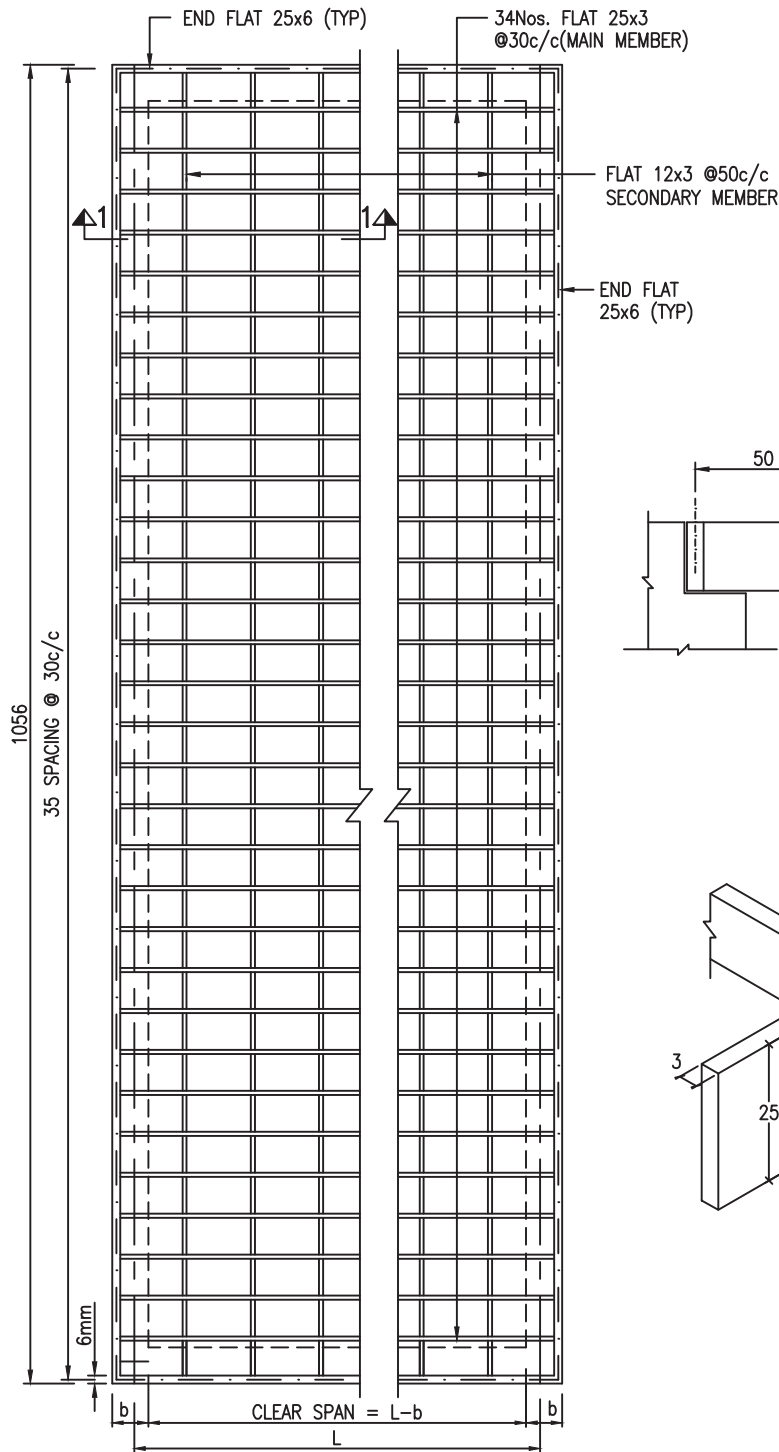 END FLAT 25x6 (TYP)
34Nos. FLAT 25x3
@30c/c(MAIN MEMBER)
FLAT 12x3 @50c/c
SECONDARY MEMBER
1
1
END FLAT
25x6 (TYP)
50
1056
35 SPACING @ 30c/c
3
25
6mm
b
CLEAR SPAN = L-b
b
L